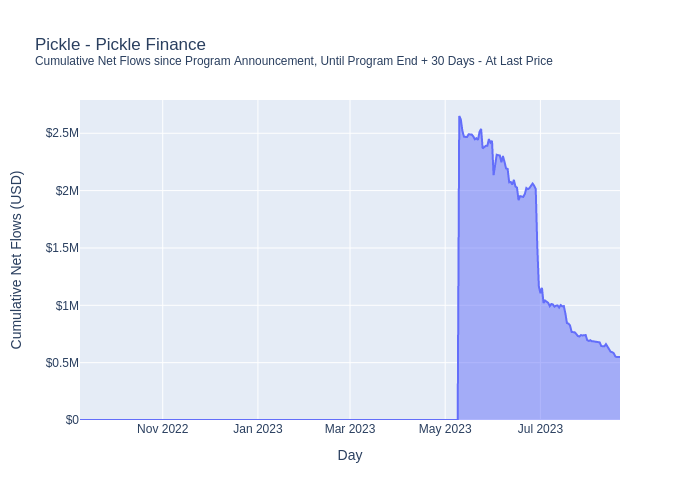 Pickle - Pickle Finance
Cumulative Net Flows since Program Announcement, Until Program End + 30 Days - At Last Price
Cumulative Net Flows (USD)
$2.5M
$2M
$1.5M
$1M
$0.5M
$0
Nov 2022
Jan 2023
Mar 2023
May 2023
Jul 2023
Day